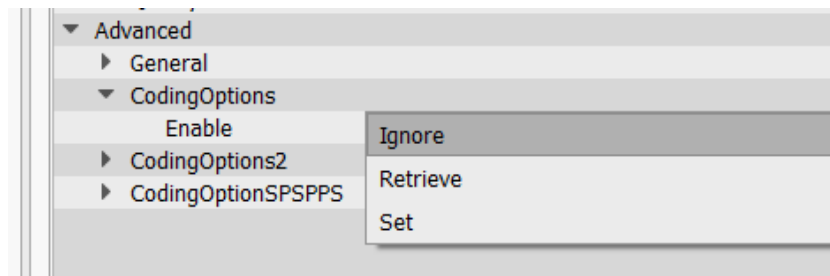 Advanced
General
CodingOptions
Enable
Ignore
CodingOptions2
Retrieve
CodingOptionSPSPPS
Set